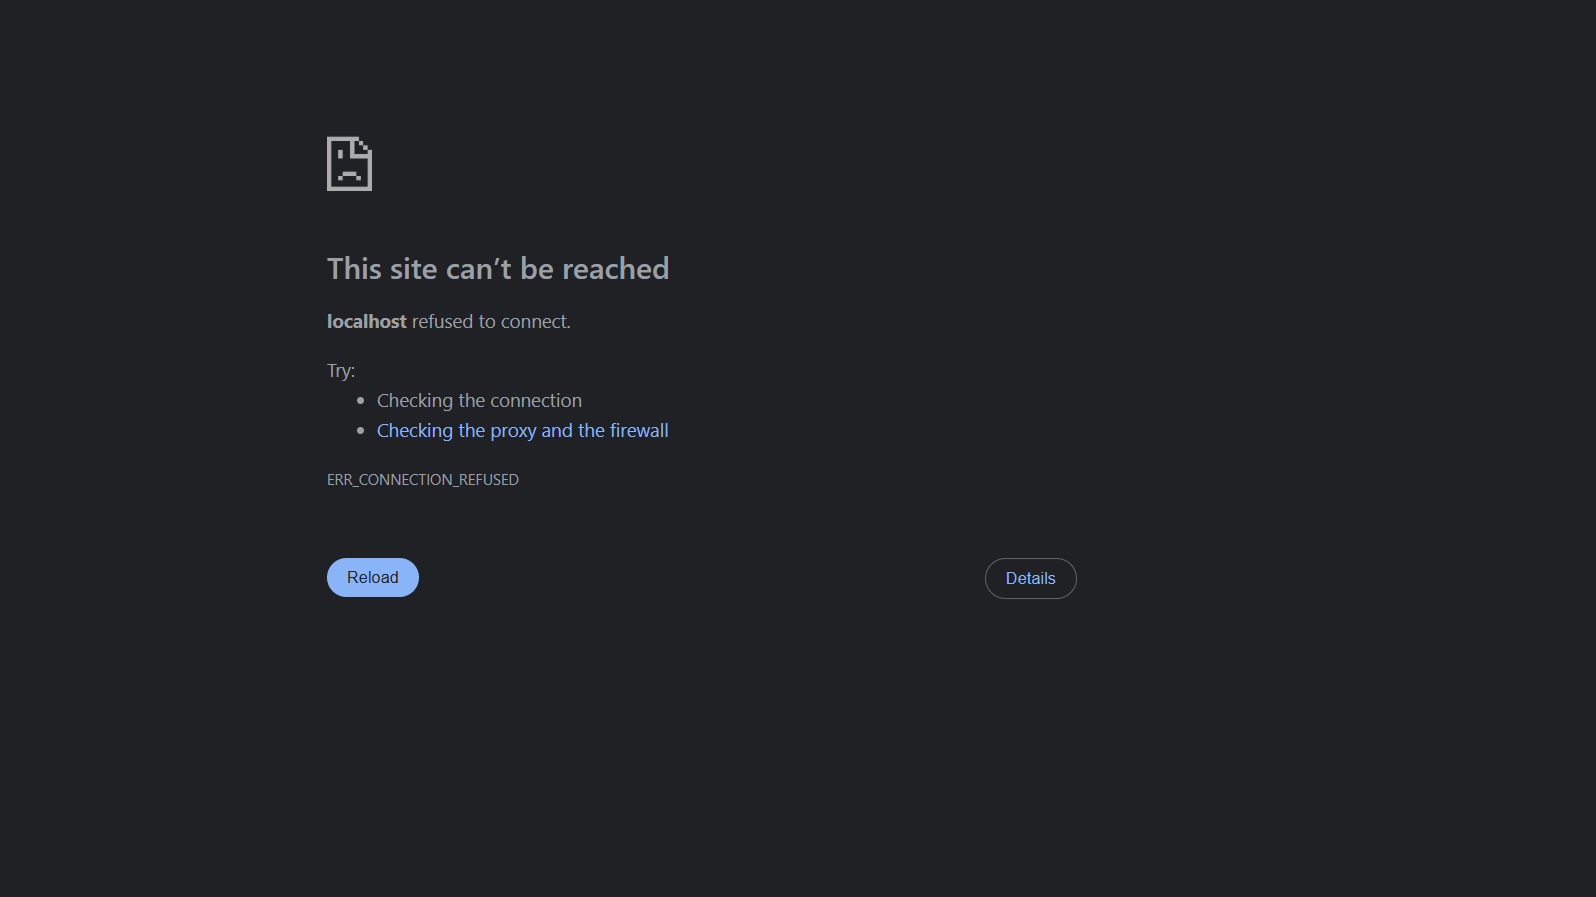 This site can’t be reached
localhost refused to connect.
Try:
Checking the connection
Checking the proxy and the firewall
ERR_CONNECTION_REFUSED
Reload
Details